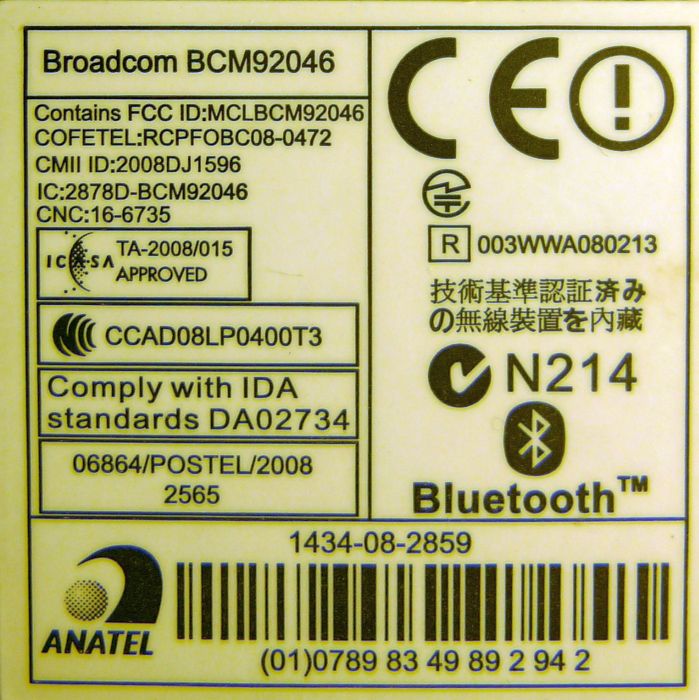 Broadcom BCM92046
Contains FCC ID:MCLBCM92046
COFETEL:RCPFOBC08-0472
CMII ID:2008DJ1596
IC:2878D-BCM92046
CNC:16-6735
ICASA TA-2008/015
APPROVED
CCAD08LP0400T3
Comply with IDA
standards DA02734
06864/POSTEL/2008
2565
CE
R 003WWA080213
技術基準認証済み
の無線装置を内藏
N214
Bluetooth™
ANATEL
1434-08-2859
(01)0789 83 49 89 2 94 2